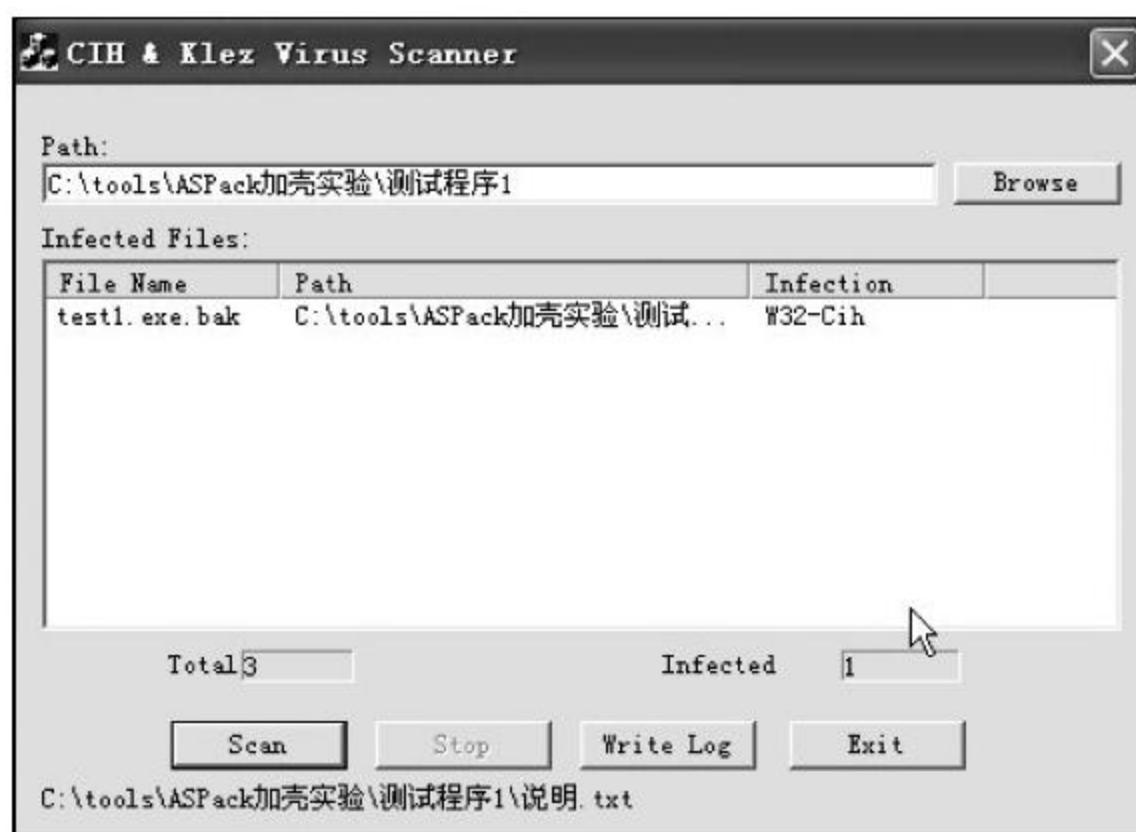 CIH & Klez Virus Scanner
Path:
C:\tools\ASPack加壳实验\测试程序1 Browse
Infected Files:
File Name Path Infection
test1.exe.bak C:\tools\ASPack加壳实验\测试... W32-Cih
Total 3 Infected 1
Scan Stop Write Log Exit
C:\tools\ASPack加壳实验\测试程序1\说明.txt